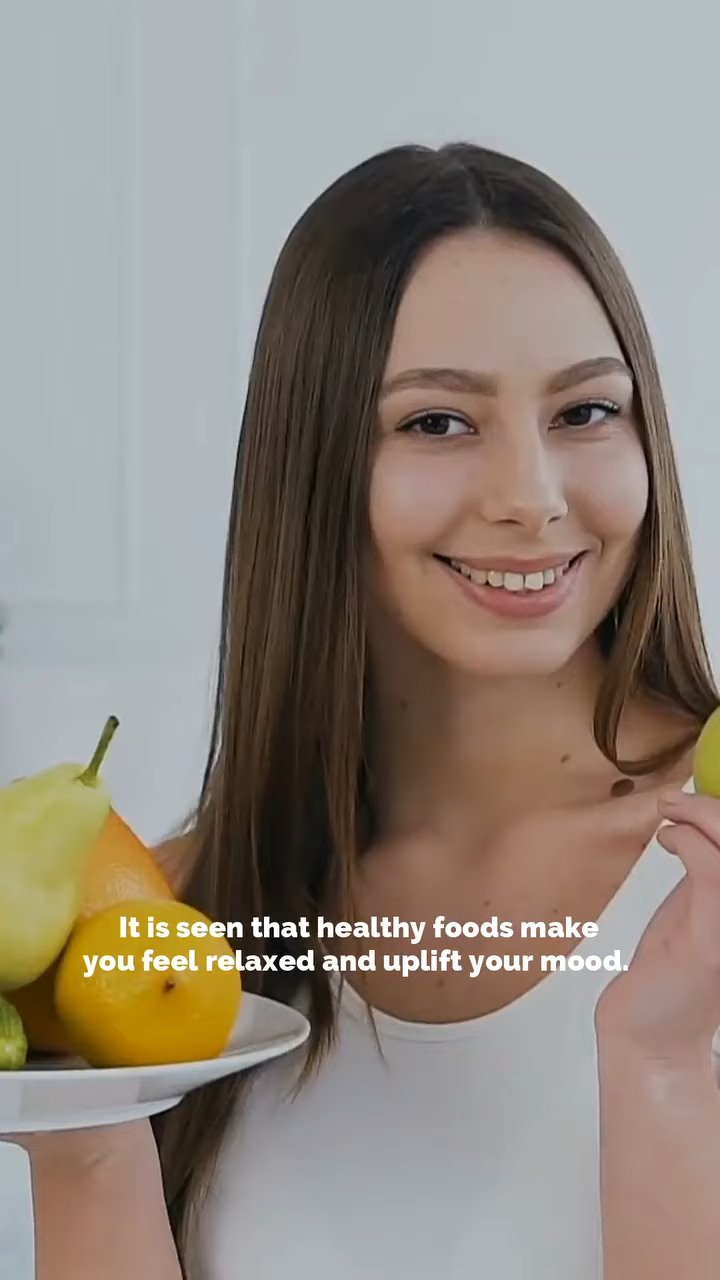 It is seen that healthy foods make
you feel relaxed and uplift your mood.